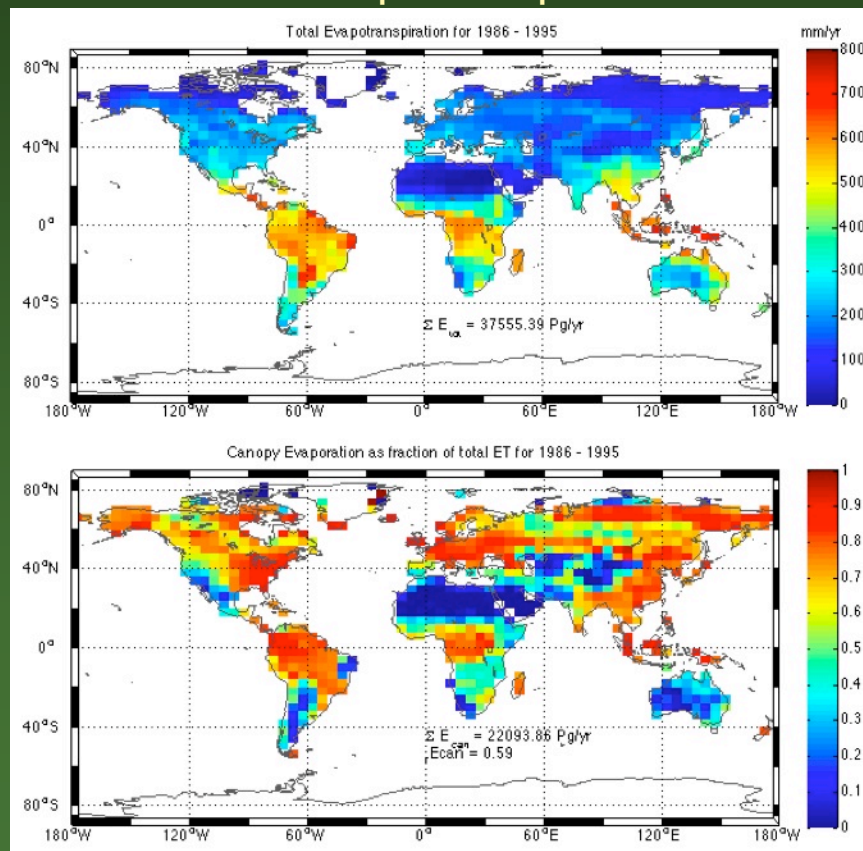 Total Evapotranspiration for 1986 - 1995
mm/yr
80°N
40°N
0°
40°S
80°S
180°W
120°W
60°W
0°
60°E
120°E
180°W
Σ E = 37555.39 Pg/yr
800
700
600
500
400
300
200
100
0
Canopy Evaporation as fraction of total ET for 1986 - 1995
80°N
40°N
0°
40°S
80°S
180°W
120°W
60°W
0°
60°E
120°E
180°W
Σ Ecan = 22093.86 Pg/yr
Ecan = 0.59
1
0.9
0.8
0.7
0.6
0.5
0.4
0.3
0.2
0.1
0